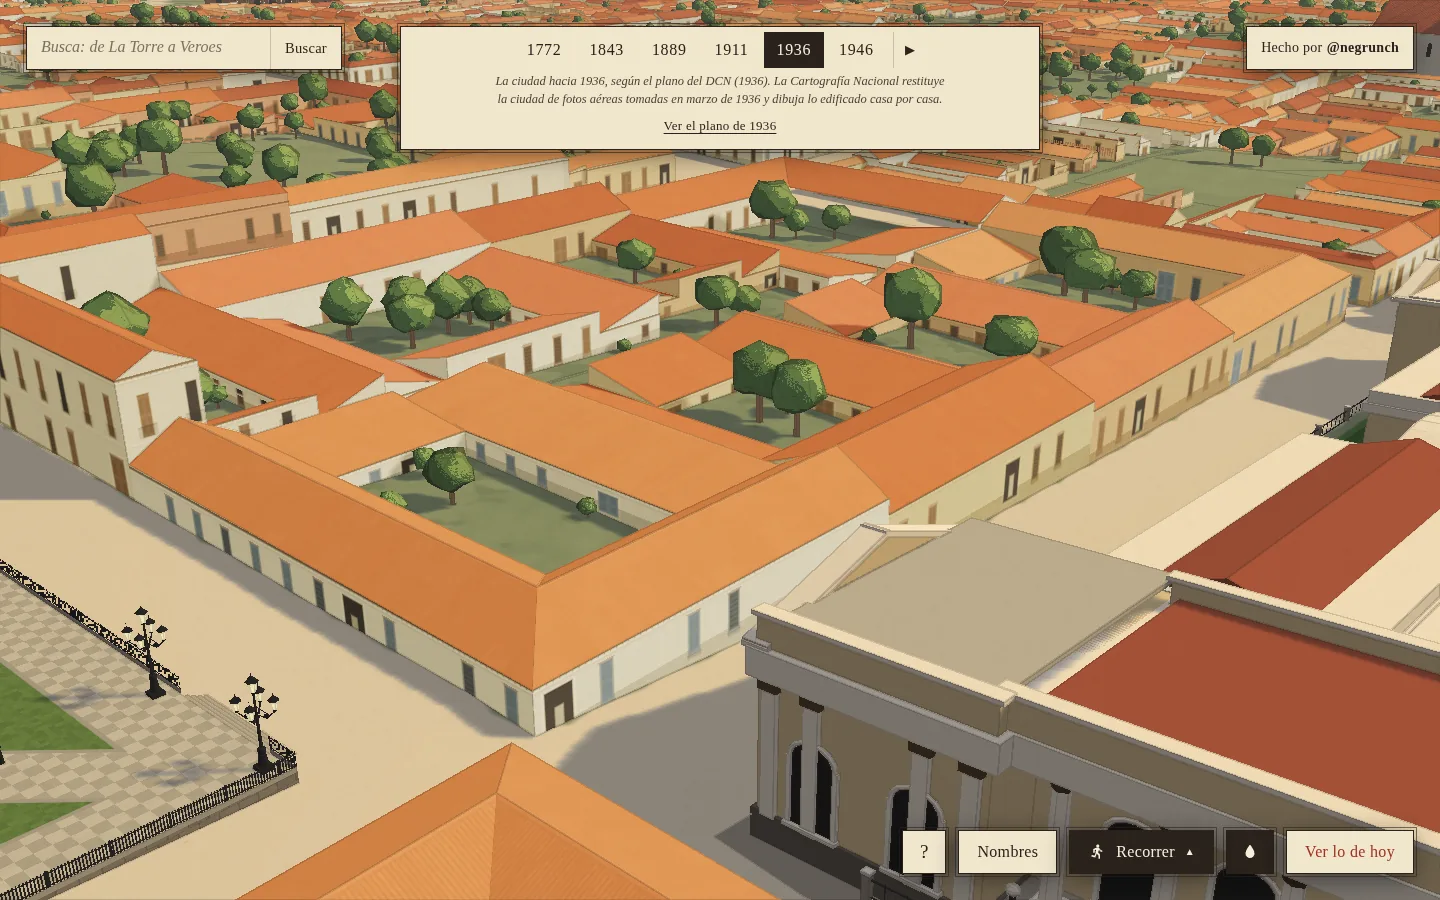 Busca: de La Torre a Veroes
Buscar
1772 1843 1889 1911 1936 1946 ▶
La ciudad hacia 1936, según el plano del DCN (1936). La Cartografía Nacional restituye
la ciudad de fotos aéreas tomadas en marzo de 1936 y dibuja lo edificado casa por casa.
Ver el plano de 1936
Hecho por @negrunch
?
Nombres
Recorrer ▲
Ver lo de hoy